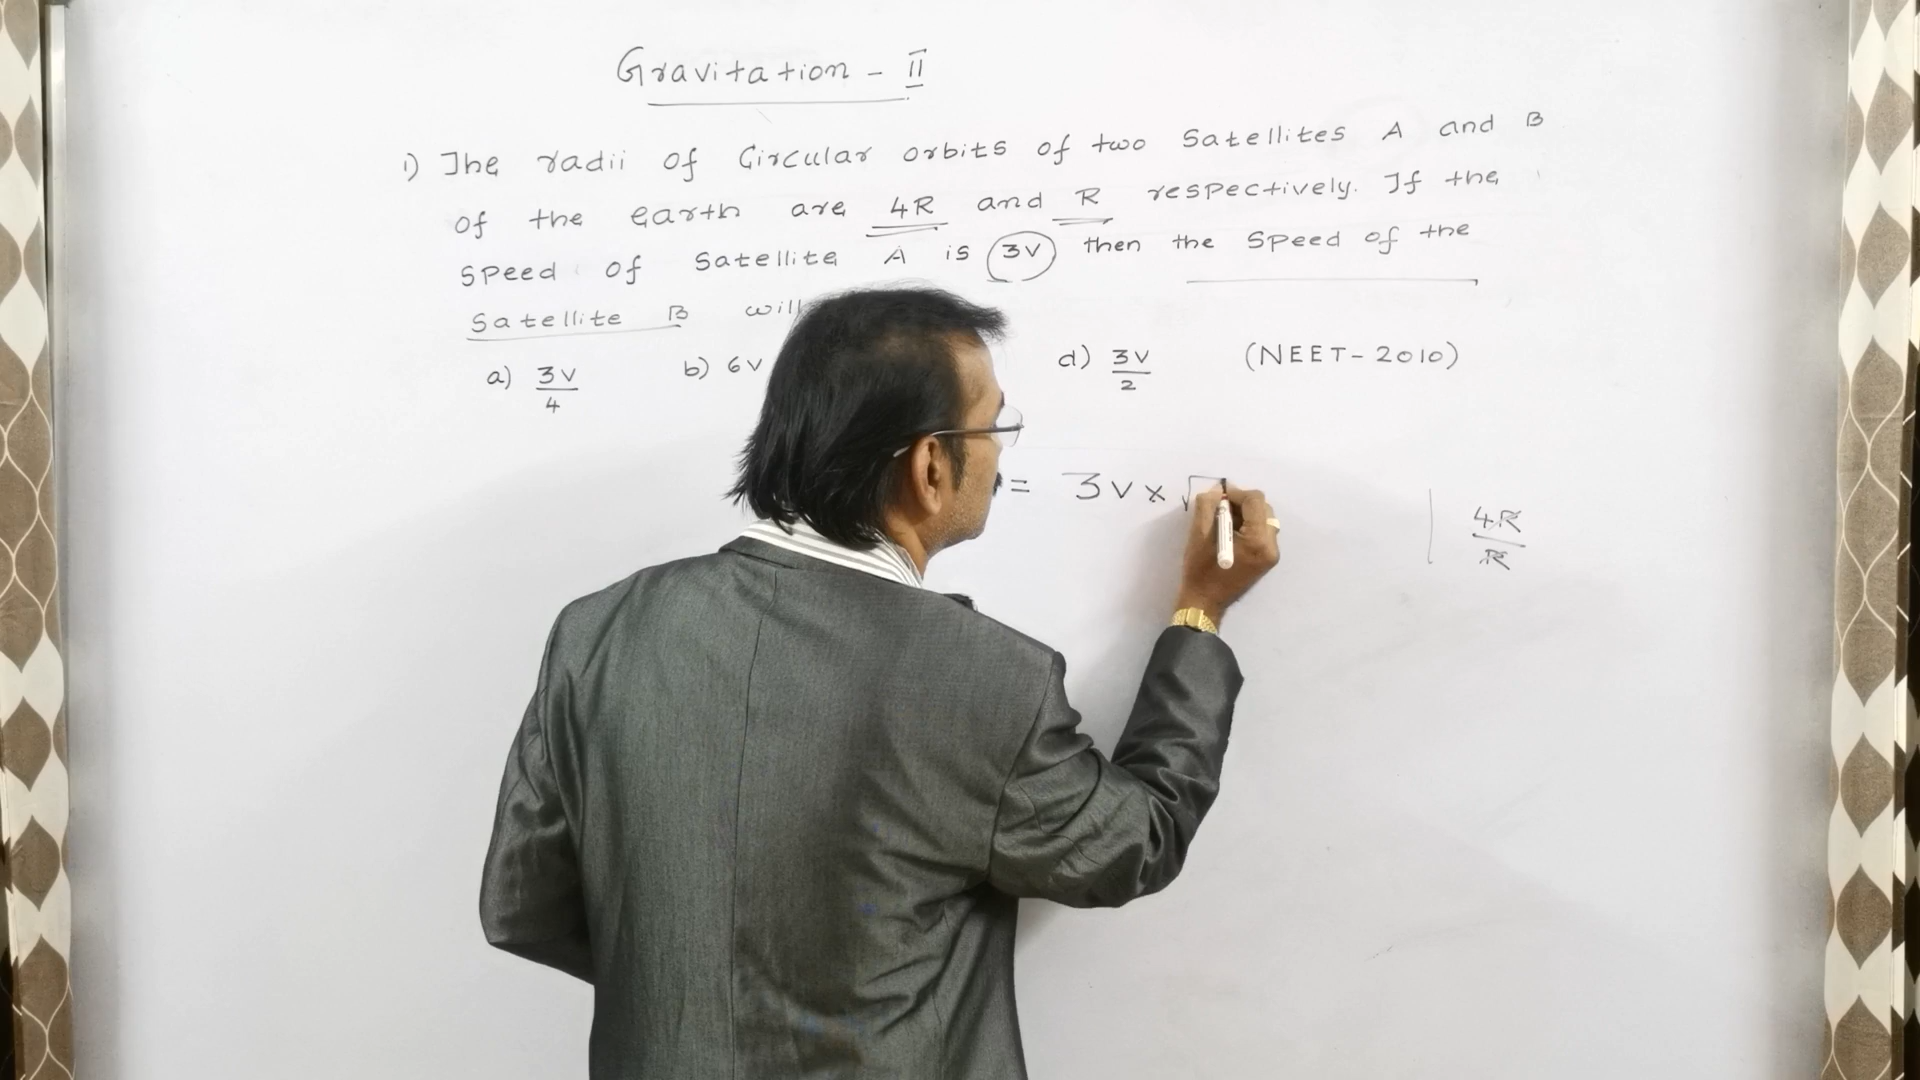 Gravitation - II
1) The radii of Circular orbits of two Satellites A and B
of the earth are 4R and R respectively. If the
Speed of Satellite A is 3V then the Speed of the
Satellite B will
a) 3V/4 b) 6V d) 3V/2 (NEET-2010)
= 3V × √
4R/R